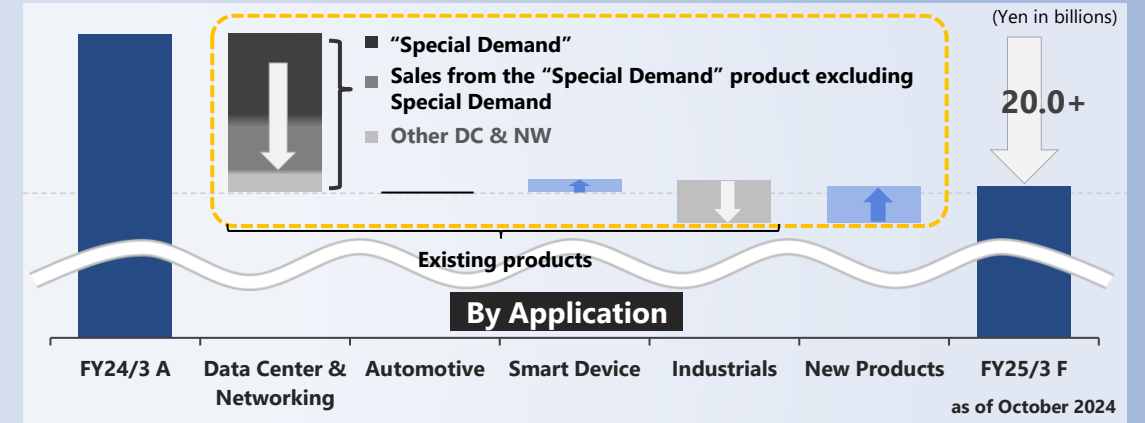 (Yen in billions)
“Special Demand”
Sales from the “Special Demand” product excluding
Special Demand
Other DC & NW
20.0+
Existing products
By Application
FY24/3 A
Data Center &
Networking
Automotive
Smart Device
Industrials
New Products
FY25/3 F
as of October 2024